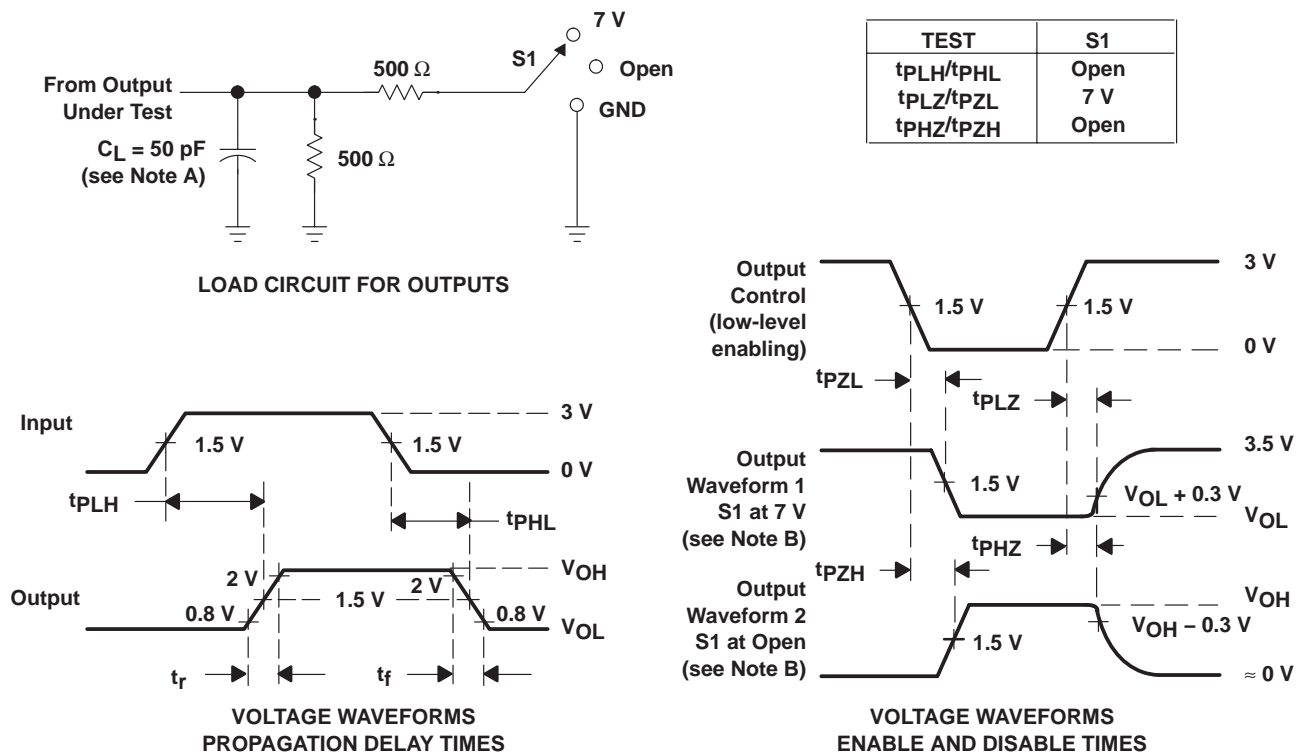 7 V
S1
Open
500 Ω
GND
From Output
Under Test
CL = 50 pF
(see Note A)
500 Ω
LOAD CIRCUIT FOR OUTPUTS
TEST S1
tPLH/tPHL Open
tPLZ/tPZL 7 V
tPHZ/tPZH Open
Input
3 V
1.5 V 1.5 V
0 V
tPLH
tPHL
Output
VOH
2 V 2 V
1.5 V
0.8 V 0.8 V
VOL
tr tf
VOLTAGE WAVEFORMS
PROPAGATION DELAY TIMES
Output
Control
(low-level
enabling)
3 V
1.5 V 1.5 V
0 V
tPZL
tPLZ
Output
Waveform 1
S1 at 7 V
(see Note B)
3.5 V
1.5 V
VOL + 0.3 V
VOL
tPHZ
tPZH
Output
Waveform 2
S1 at Open
(see Note B)
VOH
1.5 V
VOH – 0.3 V
≈ 0 V
VOLTAGE WAVEFORMS
ENABLE AND DISABLE TIMES